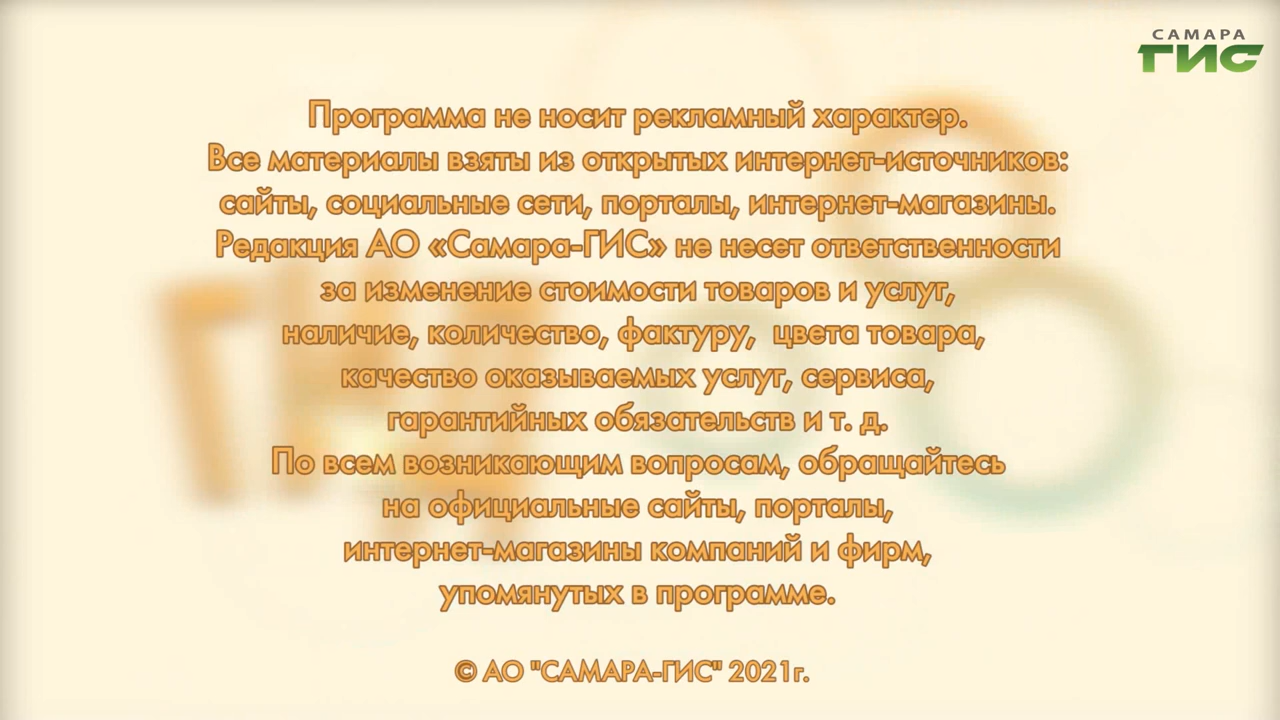 САМАРА
ГИС
Программа не носит рекламный характер.
Все материалы взяты из открытых интернет-источников:
сайты, социальные сети, порталы, интернет-магазины.
Редакция АО «Самара-ГИС» не несет ответственности
за изменение стоимости товаров и услуг,
наличие, количество, фактуру, цвета товара,
качество оказываемых услуг, сервиса,
гарантийных обязательств и т. д.
По всем возникающим вопросам, обращайтесь
на официальные сайты, порталы,
интернет-магазины компаний и фирм,
упомянутых в программе.
© АО "САМАРА-ГИС" 2021г.